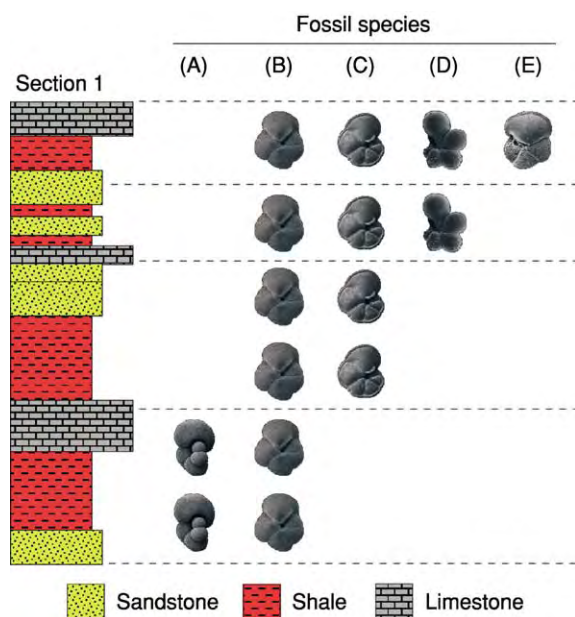 Fossil species
Section 1
(A) (B) (C) (D) (E)
Sandstone Shale Limestone